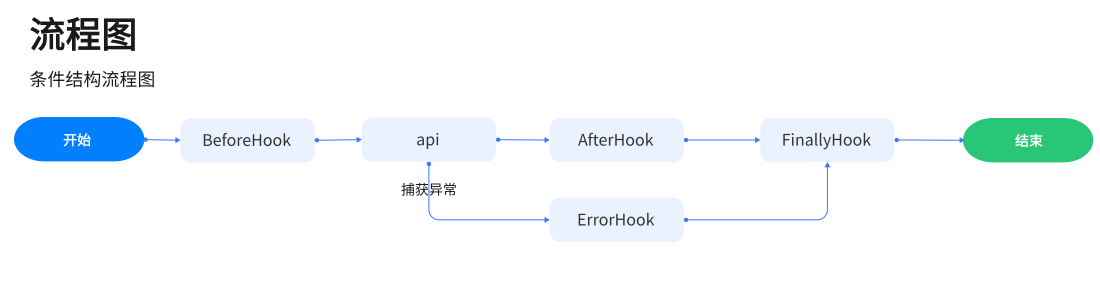 流程图
条件结构流程图
开始
BeforeHook
api
AfterHook
FinallyHook
结束
捕获异常
ErrorHook